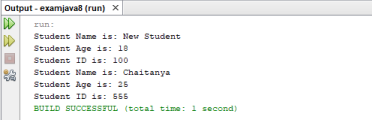 Output - examjava8 (run)
run:
Student Name is: New Student
Student Age is: 18
Student ID is: 100
Student Name is: Chaitanya
Student Age is: 25
Student ID is: 555
BUILD SUCCESSFUL (total time: 1 second)